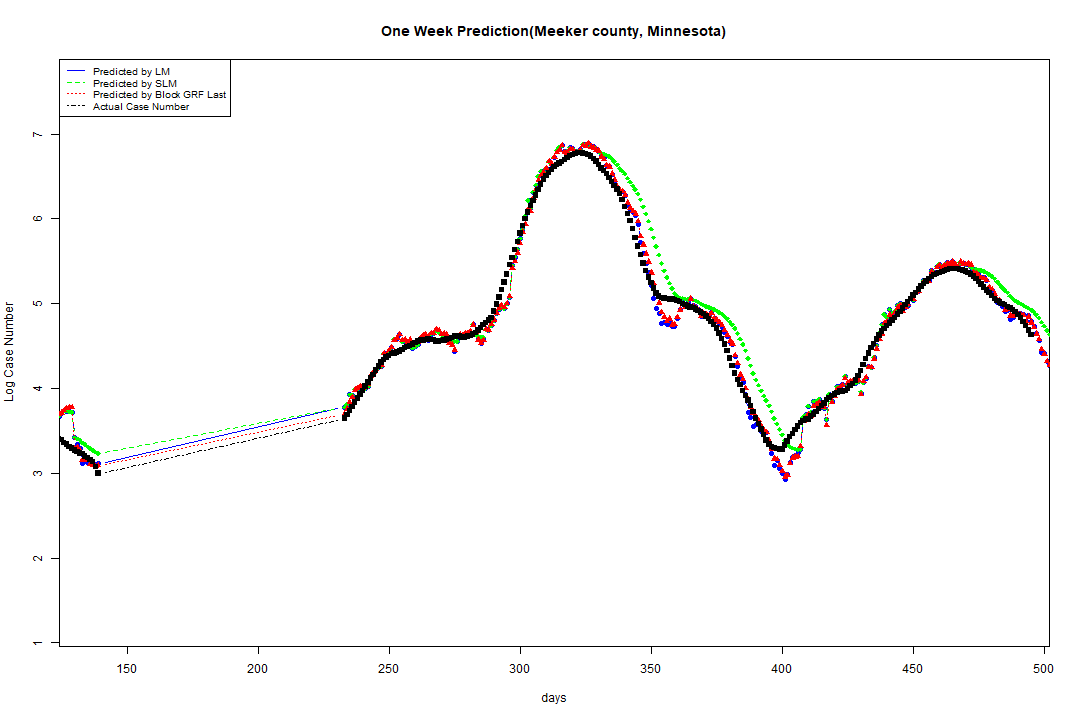 One Week Prediction(Meeker county, Minnesota)
Predicted by LM
Predicted by SLM
Predicted by Block GRF Last
Actual Case Number
Log Case Number
7
6
5
4
3
2
1
150 200 250 300 350 400 450 500
days